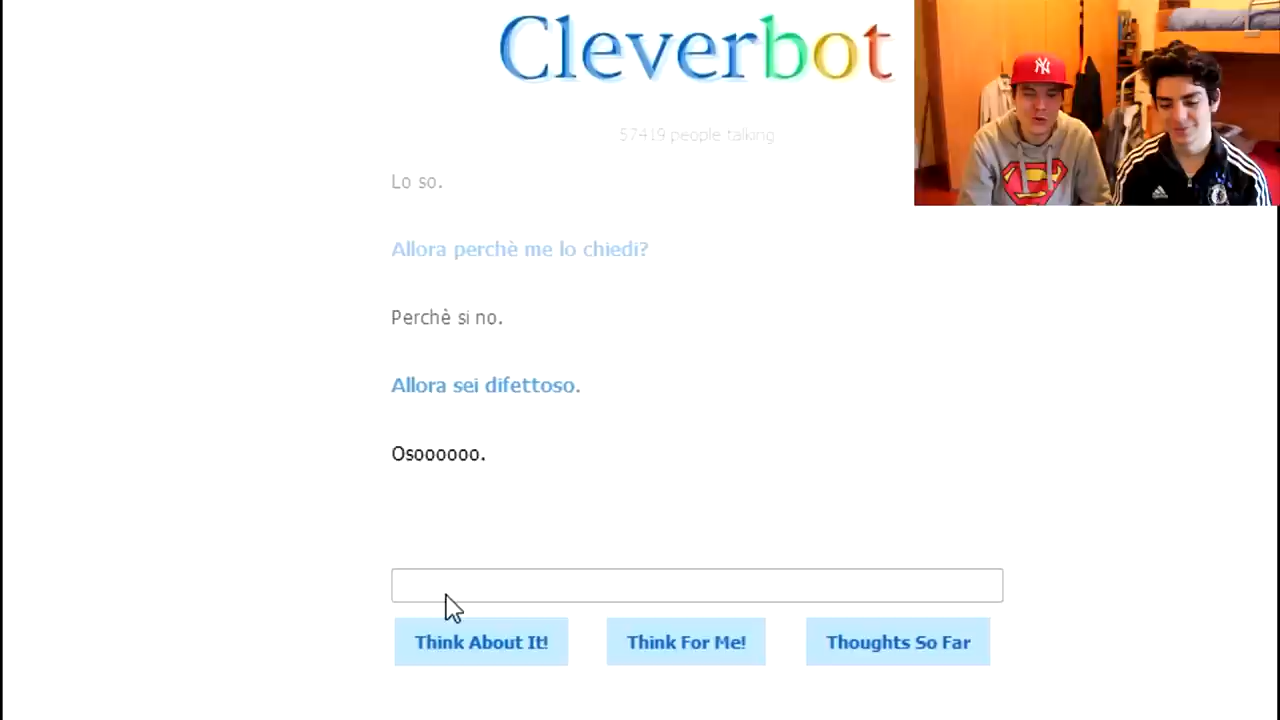 Cleverbot
57419 people talking
Lo so.
Allora perchè me lo chiedi?
Perchè si no.
Allora sei difettoso.
Osoooooo.
Think About It!
Think For Me!
Thoughts So Far